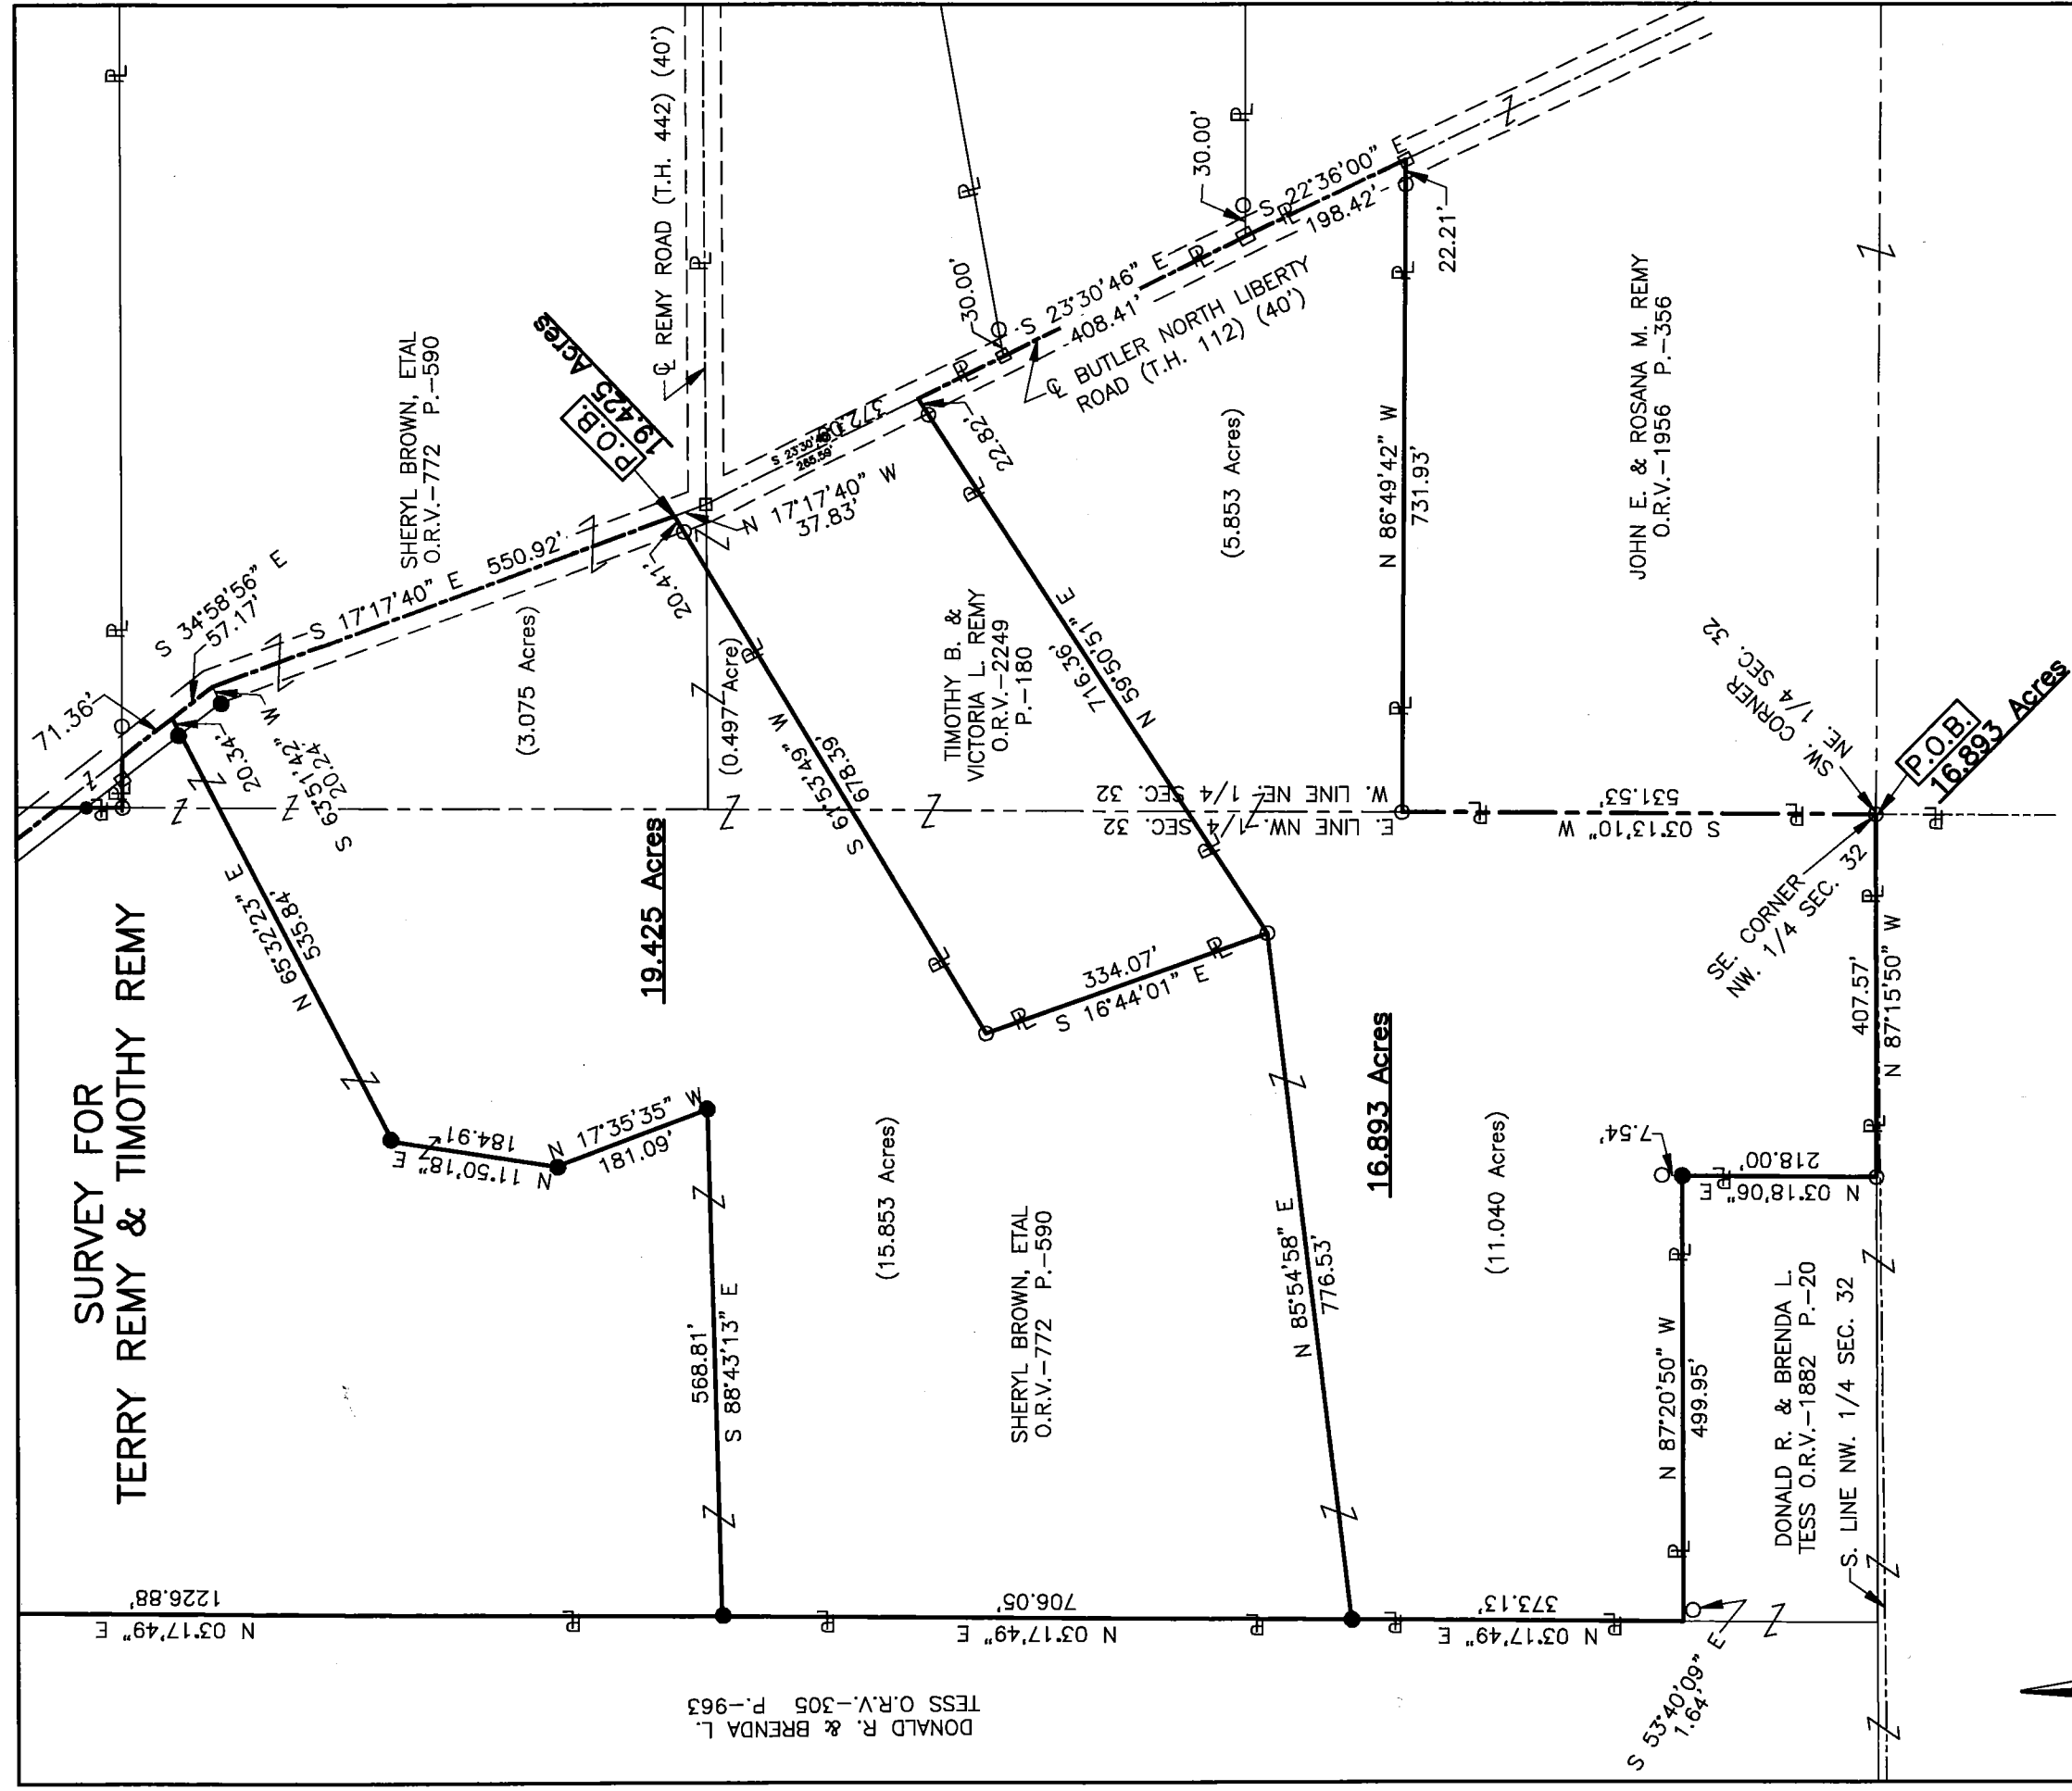 SURVEY FOR
TERRY REMY & TIMOTHY REMY
71.36'
S 34°58'56" E
57.17'
SHERYL BROWN, ETAL
O.R.V.-772 P.-590
℄ REMY ROAD (T.H. 442) (40')
P.O.B.
19.425 Acres
S 17°17'40" E 550.92'
20.34'
S 63°51'42" W
20.24'
(3.075 Acres)
20.41'
N 17°17'40" W
37.83'
S 23°30'46" E
265.59'
30.00'
S 23°30'46" E
408.41'
30.00'
S 22°36'00" E
198.42'
22.82'
℄ BUTLER NORTH LIBERTY
ROAD (T.H. 112) (40')
22.21'
N 65°32'23" E
535.84'
19.425 Acres
(0.497 Acre)
S 61°53'49" W
678.39'
TIMOTHY B. &
VICTORIA L. REMY
O.R.V.-2249
P.-180
N 59°50'51" E
716.36'
(5.853 Acres)
N 86°49'42" W
731.93'
JOHN E. & ROSANA M. REMY
O.R.V.-1956 P.-356
W. LINE NE. 1/4 SEC. 32
E. LINE NW. 1/4 SEC. 32
531.53'
S 03°13'10" W
SW. CORNER
NE. 1/4 SEC. 32
P.O.B.
16.893 Acres
SE. CORNER
NW. 1/4 SEC. 32
N 11°50'18" E
184.91'
N 17°35'35" W
181.09'
334.07'
S 16°44'01" E
568.81'
S 88°43'13" E
(15.853 Acres)
SHERYL BROWN, ETAL
O.R.V.-772 P.-590
16.893 Acres
N 85°54'58" E
776.53'
(11.040 Acres)
407.57'
N 87°15'50" W
7.54'
218.00'
N 03°18'06" E
N 87°20'50" W
499.95'
DONALD R. & BRENDA L.
TESS O.R.V.-1882 P.-20
S. LINE NW. 1/4 SEC. 32
1226.88'
N 03°17'49" E
706.05'
N 03°17'49" E
373.13'
N 03°17'49" E
S 53°40'09" E
1.64'
DONALD R. & BRENDA L.
TESS O.R.V.-305 P.-963